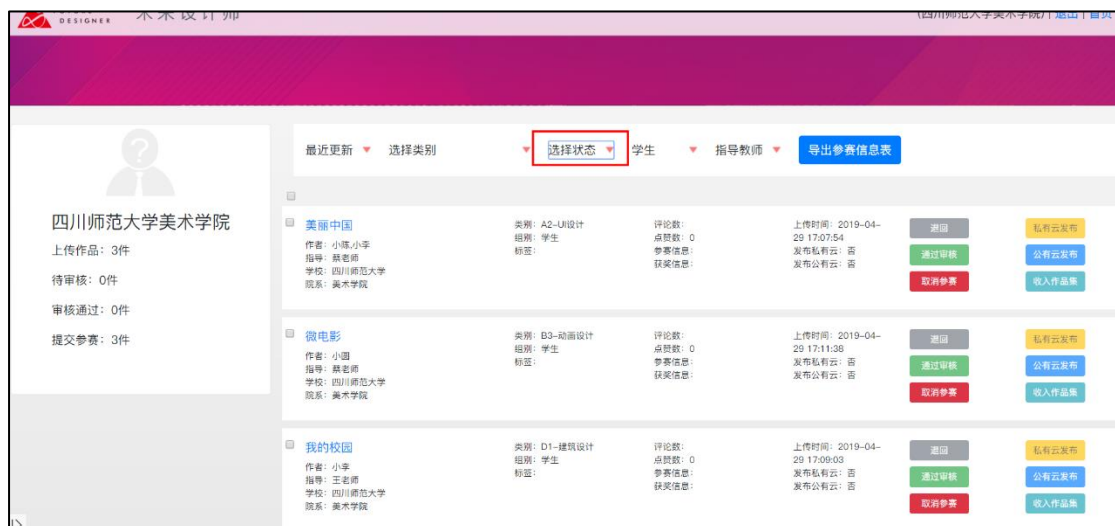 DESIGNER 未来设计师 (四川师范大学美术学院) | 退出 | 首页
最近更新 选择类别 选择状态 学生 指导教师 导出参赛信息表
四川师范大学美术学院
上传作品：3件
待审核：0件
审核通过：0件
提交参赛：3件
美丽中国
作者：小陈,小李
指导：蔡老师
学校：四川师范大学
院系：美术学院
类别：A2-UI设计
组别：学生
标签：
评论数：
点赞数：0
参赛信息：
获奖信息：
上传时间：2019-04-
29 17:07:54
发布私有云：否
发布公有云：否
退回 私有云发布
通过审核 公有云发布
取消参赛 收入作品集
微电影
作者：小圆
指导：蔡老师
学校：四川师范大学
院系：美术学院
类别：B3-动画设计
组别：学生
标签：
评论数：
点赞数：0
参赛信息：
获奖信息：
上传时间：2019-04-
29 17:11:38
发布私有云：否
发布公有云：否
退回 私有云发布
通过审核 公有云发布
取消参赛 收入作品集
我的校园
作者：小李
指导：王老师
学校：四川师范大学
院系：美术学院
类别：D1-建筑设计
组别：学生
标签：
评论数：
点赞数：0
参赛信息：
获奖信息：
上传时间：2019-04-
29 17:09:03
发布私有云：否
发布公有云：否
退回 私有云发布
通过审核 公有云发布
取消参赛 收入作品集